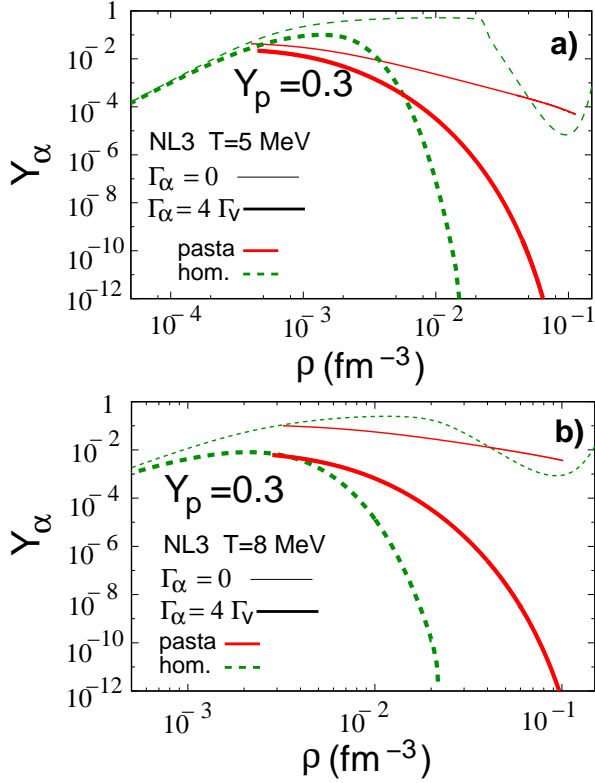 1
10⁻²
10⁻⁴
10⁻⁶
10⁻⁸
10⁻¹⁰
10⁻¹²
Y_α
a)
Y_p =0.3
NL3 T=5 MeV
Γ_α = 0
Γ_α = 4 Γ_v
pasta
hom.
10⁻⁴ 10⁻³ 10⁻² 10⁻¹
ρ (fm⁻³)
1
10⁻²
10⁻⁴
10⁻⁶
10⁻⁸
10⁻¹⁰
10⁻¹²
Y_α
b)
Y_p =0.3
NL3 T=8 MeV
Γ_α = 0
Γ_α = 4 Γ_v
pasta
hom.
10⁻³ 10⁻² 10⁻¹
ρ (fm⁻³)